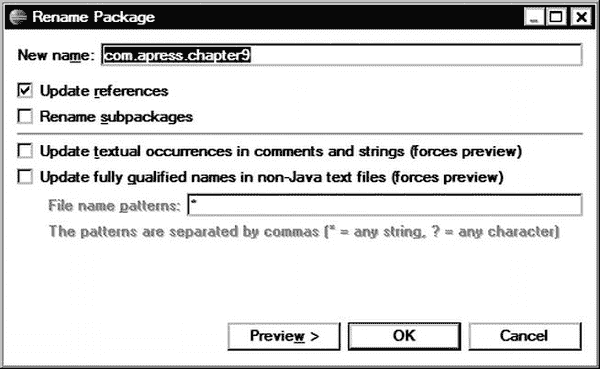 Rename Package
New name: com.apress.chapter9
Update references
Rename subpackages
Update textual occurrences in comments and strings (forces preview)
Update fully qualified names in non-Java text files (forces preview)
File name patterns: *
The patterns are separated by commas (* = any string, ? = any character)
Preview > OK Cancel